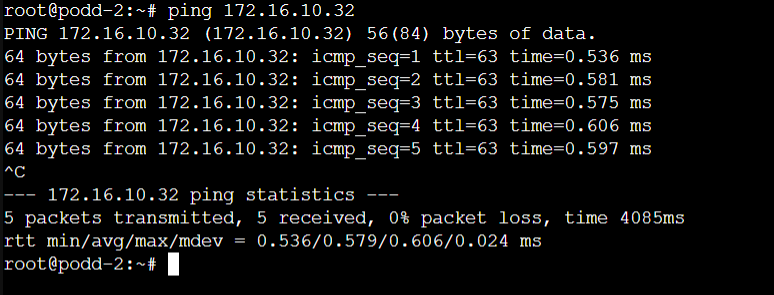 root@podd-2:~# ping 172.16.10.32
PING 172.16.10.32 (172.16.10.32) 56(84) bytes of data.
64 bytes from 172.16.10.32: icmp_seq=1 ttl=63 time=0.536 ms
64 bytes from 172.16.10.32: icmp_seq=2 ttl=63 time=0.581 ms
64 bytes from 172.16.10.32: icmp_seq=3 ttl=63 time=0.575 ms
64 bytes from 172.16.10.32: icmp_seq=4 ttl=63 time=0.606 ms
64 bytes from 172.16.10.32: icmp_seq=5 ttl=63 time=0.597 ms
^C
--- 172.16.10.32 ping statistics ---
5 packets transmitted, 5 received, 0% packet loss, time 4085ms
rtt min/avg/max/mdev = 0.536/0.579/0.606/0.024 ms
root@podd-2:~#